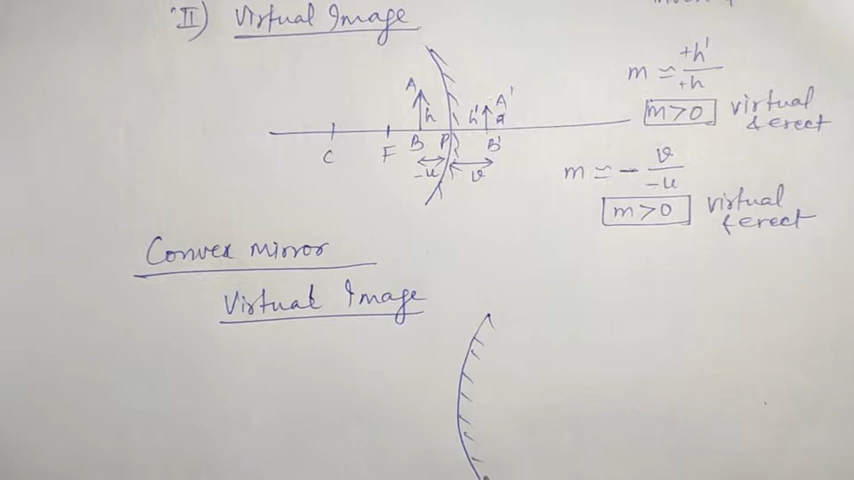 II) Virtual Image
A h h' A'
C F B P B'
-u v
m ≃ +h'/+h
m>0 virtual & erect
m ≃ - v/-u
m>0 virtual & erect
Convex mirror
Virtual Image